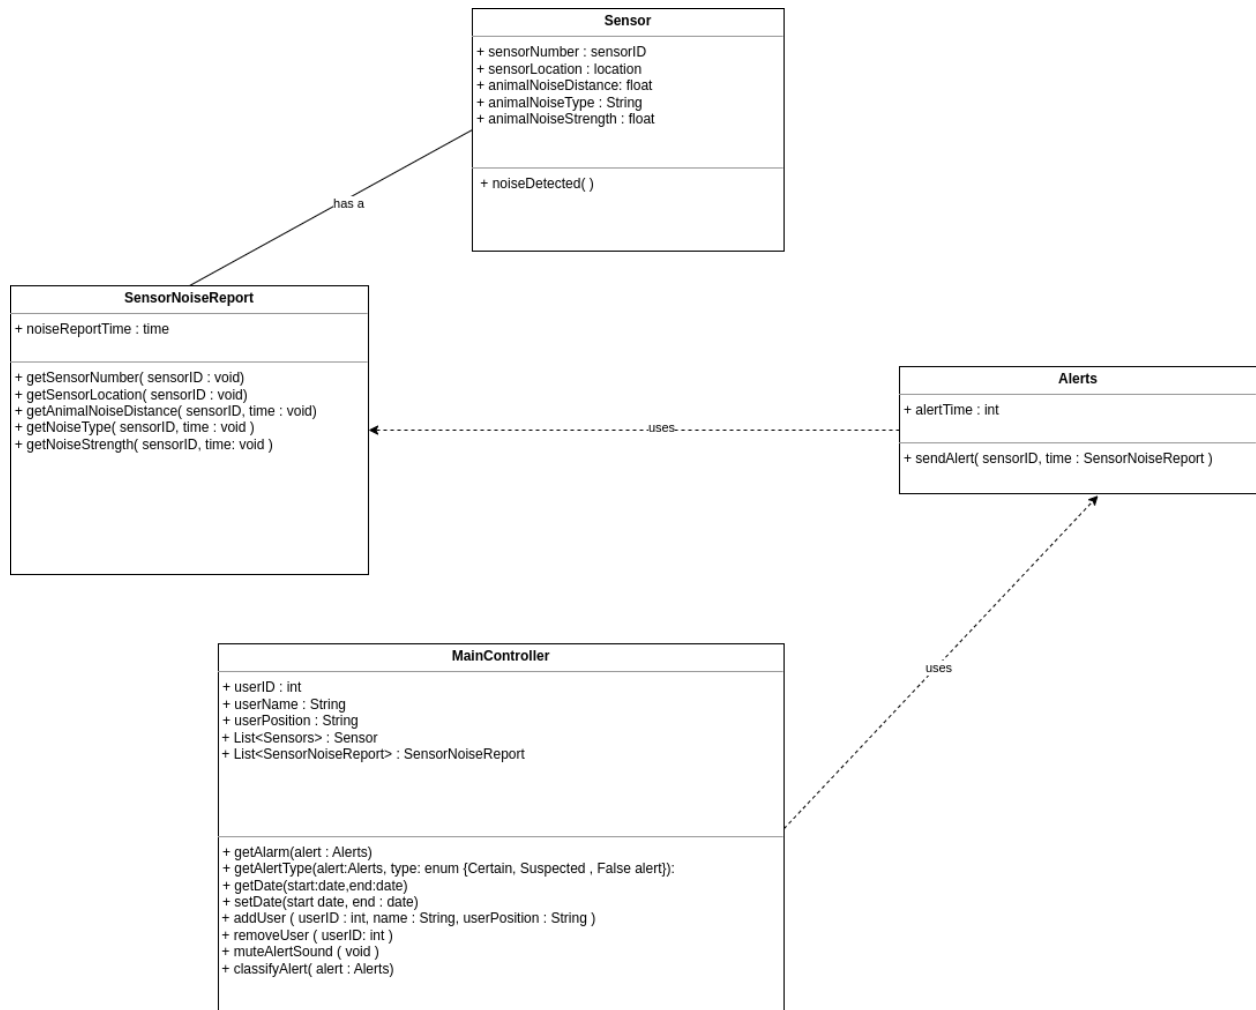 Sensor
+ sensorNumber : sensorID
+ sensorLocation : location
+ animalNoiseDistance: float
+ animalNoiseType : String
+ animalNoiseStrength : float
+ noiseDetected( )
has a
SensorNoiseReport
+ noiseReportTime : time
+ getSensorNumber( sensorID : void)
+ getSensorLocation( sensorID : void)
+ getAnimalNoiseDistance( sensorID, time : void)
+ getNoiseType( sensorID, time : void )
+ getNoiseStrength( sensorID, time: void )
uses
Alerts
+ alertTime : int
+ sendAlert( sensorID, time : SensorNoiseReport )
uses
MainController
+ userID : int
+ userName : String
+ userPosition : String
+ List<Sensors> : Sensor
+ List<SensorNoiseReport> : SensorNoiseReport
+ getAlarm(alert : Alerts)
+ getAlertType(alert:Alerts, type: enum {Certain, Suspected , False alert}):
+ getDate(start:date,end:date)
+ setDate(start date, end : date)
+ addUser ( userID : int, name : String, userPosition : String )
+ removeUser ( userID: int )
+ muteAlertSound ( void )
+ classifyAlert( alert : Alerts)